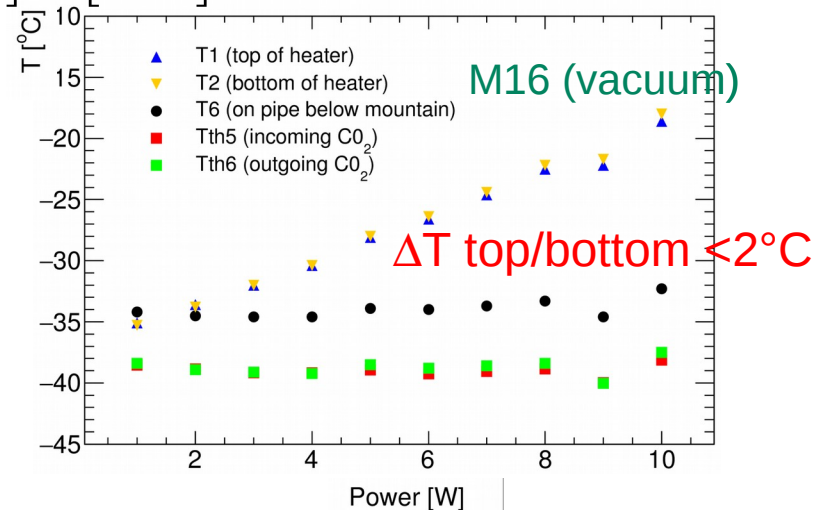 10
T [°C]
T1 (top of heater)
M16 (vacuum)
15
T2 (bottom of heater)
T6 (on pipe below mountain)
Tth5 (incoming C0₂)
−20
Tth6 (outgoing C0₂)
−25
ΔT top/bottom <2°C
−30
−35
−40
−45
2 4 6 8 10
Power [W]